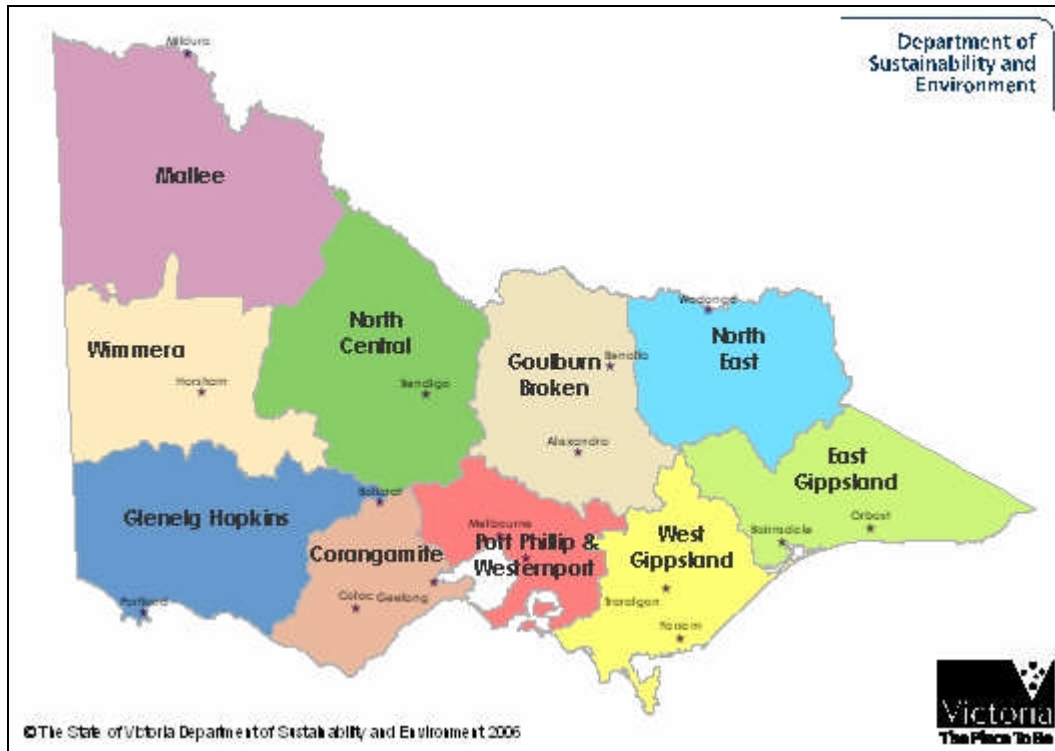 Department of
Sustainability and
Environment
Mildura
Mallee
North
Central
Wodonga
North
East
Wimmera
Goulburn
Broken
Benalla
Horsham
Bendigo
Alexandra
East
Gippsland
Ballarat
Glenelg Hopkins
Melbourne
Port Phillip &
Westernport
West
Gippsland
Bairnsdale
Orbost
Corangamite
Colac
Geelong
Traralgon
Portland
Yarram
©The State of Victoria Department of Sustainability and Environment 2006
Victoria
The Place To Be